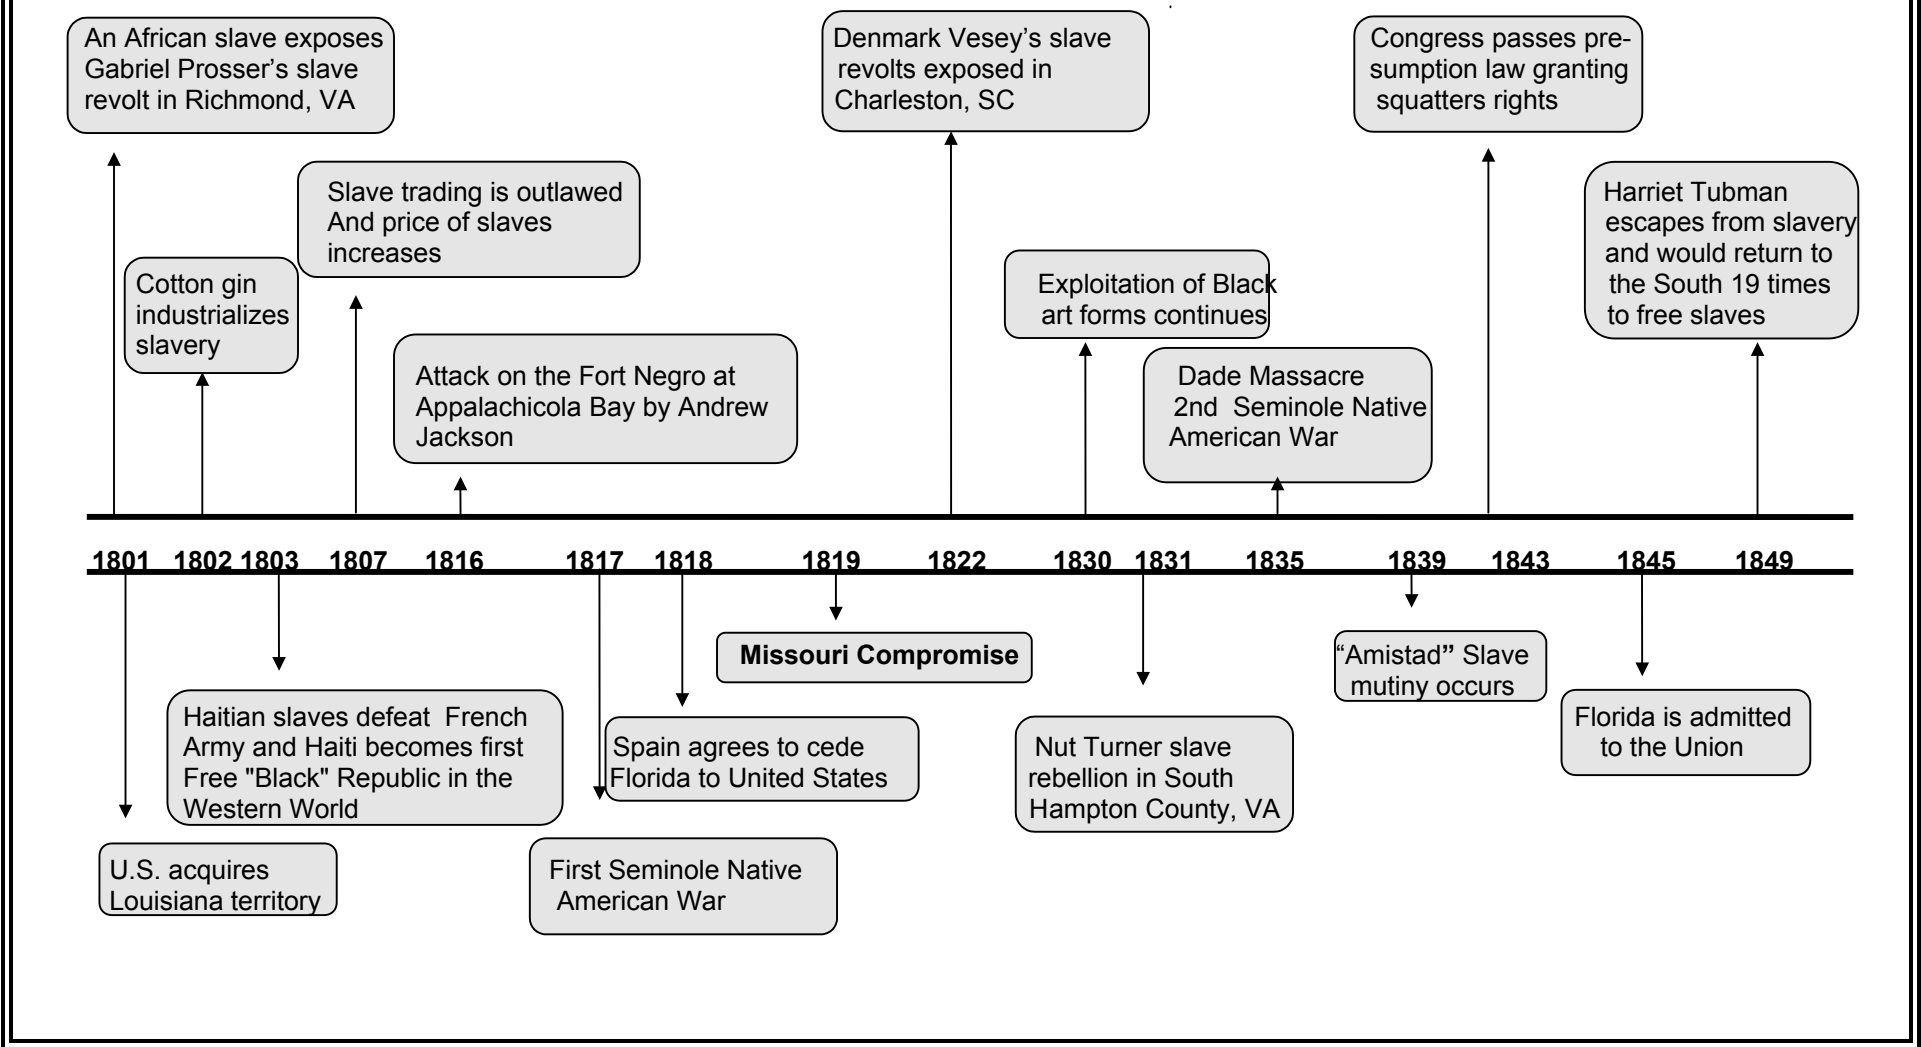 An African slave exposes
Gabriel Prosser’s slave
revolt in Richmond, VA
Denmark Vesey’s slave
revolts exposed in
Charleston, SC
Congress passes pre-
sumption law granting
squatters rights
Slave trading is outlawed
And price of slaves
increases
Harriet Tubman
escapes from slavery
and would return to
the South 19 times
to free slaves
Cotton gin
industrializes
slavery
Exploitation of Black
art forms continues
Attack on the Fort Negro at
Appalachicola Bay by Andrew
Jackson
Dade Massacre
2nd Seminole Native
American War
1801 1802 1803 1807 1816 1817 1818 1819 1822 1830 1831 1835 1839 1843 1845 1849
Missouri Compromise
“Amistad” Slave
mutiny occurs
Haitian slaves defeat French
Army and Haiti becomes first
Free "Black" Republic in the
Western World
Spain agrees to cede
Florida to United States
Nut Turner slave
rebellion in South
Hampton County, VA
Florida is admitted
to the Union
U.S. acquires
Louisiana territory
First Seminole Native
American War